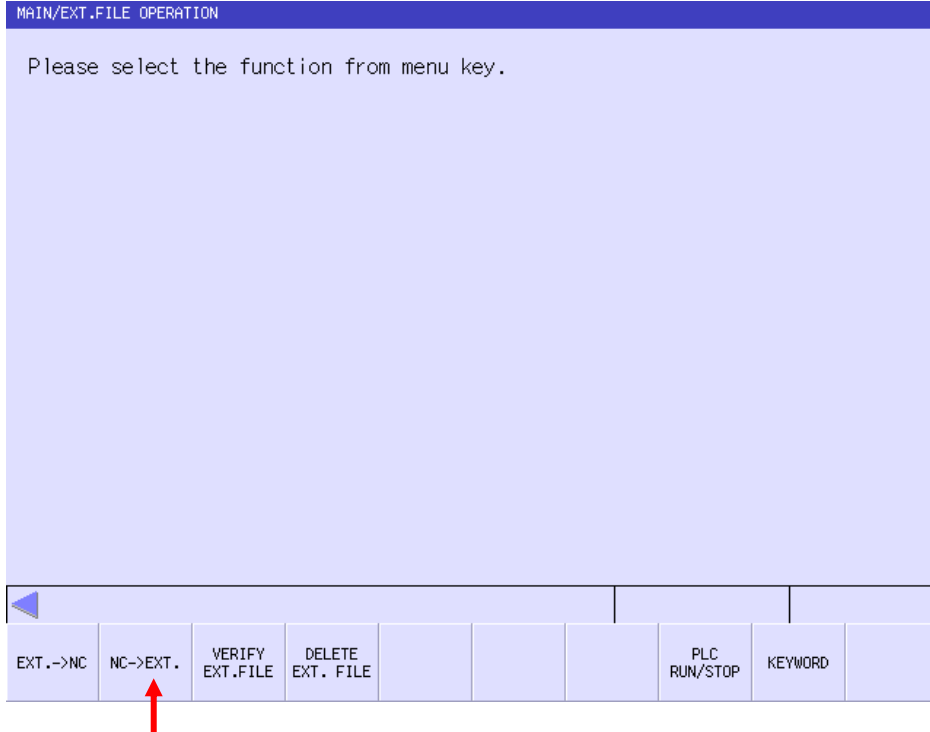 MAIN/EXT.FILE OPERATION
Please select the function from menu key.
EXT.->NC
NC->EXT.
VERIFY
EXT.FILE
DELETE
EXT. FILE
PLC
RUN/STOP
KEYWORD